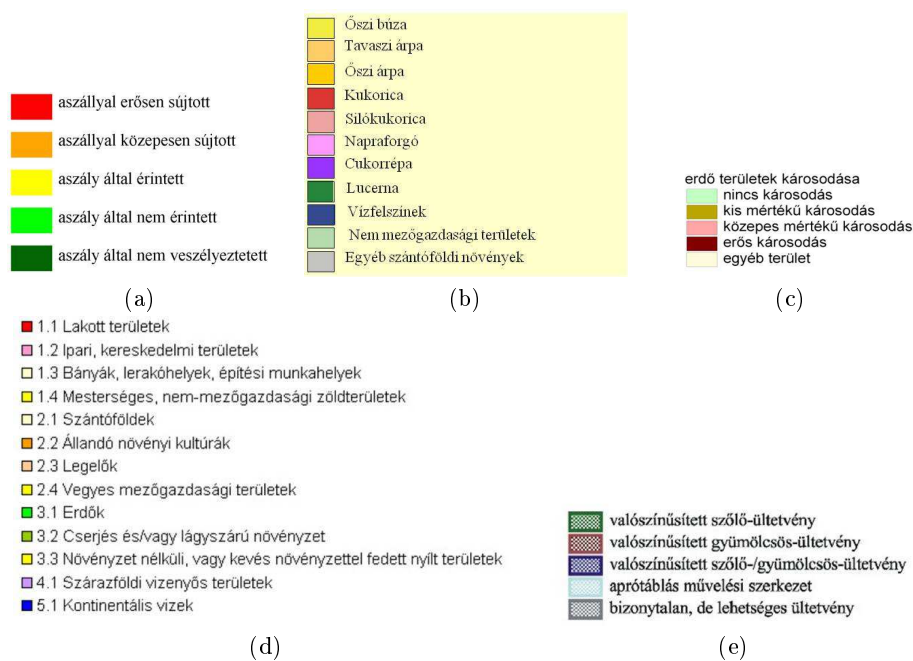 aszállyal erősen sújtott
aszállyal közepesen sújtott
aszály által érintett
aszály által nem érintett
aszály által nem veszélyeztetett
(a)
Őszi búza
Tavaszi árpa
Őszi árpa
Kukorica
Silókukorica
Napraforgó
Cukorrépa
Lucerna
Vízfelszínek
Nem mezőgazdasági területek
Egyéb szántóföldi növények
(b)
erdő területek károsodása
nincs károsodás
kis mértékű károsodás
közepes mértékű károsodás
erős károsodás
egyéb terület
(c)
1.1 Lakott területek
1.2 Ipari, kereskedelmi területek
1.3 Bányák, lerakóhelyek, építési munkahelyek
1.4 Mesterséges, nem-mezőgazdasági zöldterületek
2.1 Szántóföldek
2.2 Állandó növényi kultúrák
2.3 Legelők
2.4 Vegyes mezőgazdasági területek
3.1 Erdők
3.2 Cserjés és/vagy lágyszárú növényzet
3.3 Növényzet nélküli, vagy kevés növényzettel fedett nyílt területek
4.1 Szárazföldi vizenyős területek
5.1 Kontinentális vizek
(d)
valószínűsített szőlő-ültetvény
valószínűsített gyümölcsös-ültetvény
valószínűsített szőlő-/gyümölcsös-ültetvény
aprótáblás művelési szerkezet
bizonytalan, de lehetséges ültetvény
(e)